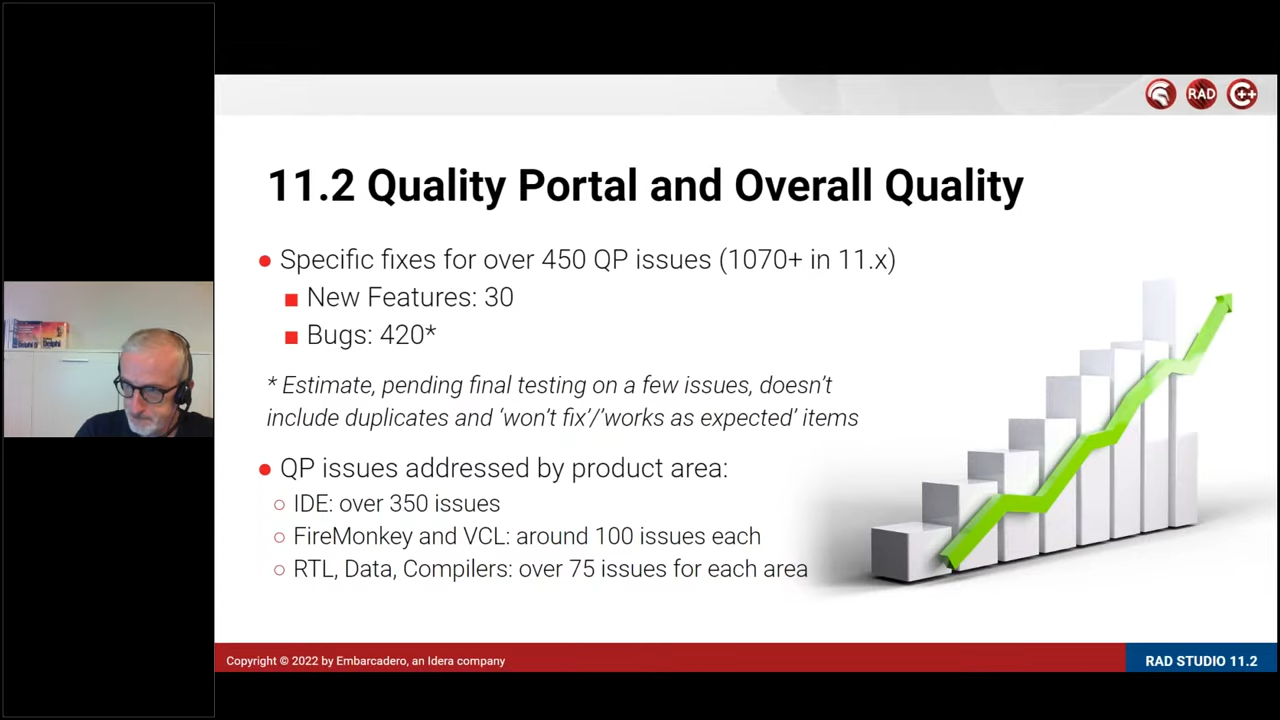 RAD
C++
11.2 Quality Portal and Overall Quality
Specific fixes for over 450 QP issues (1070+ in 11.x)
New Features: 30
Bugs: 420*
* Estimate, pending final testing on a few issues, doesn’t
include duplicates and ‘won’t fix’/’works as expected’ items
QP issues addressed by product area:
IDE: over 350 issues
FireMonkey and VCL: around 100 issues each
RTL, Data, Compilers: over 75 issues for each area
Copyright © 2022 by Embarcadero, an Idera company
RAD STUDIO 11.2
Delphi